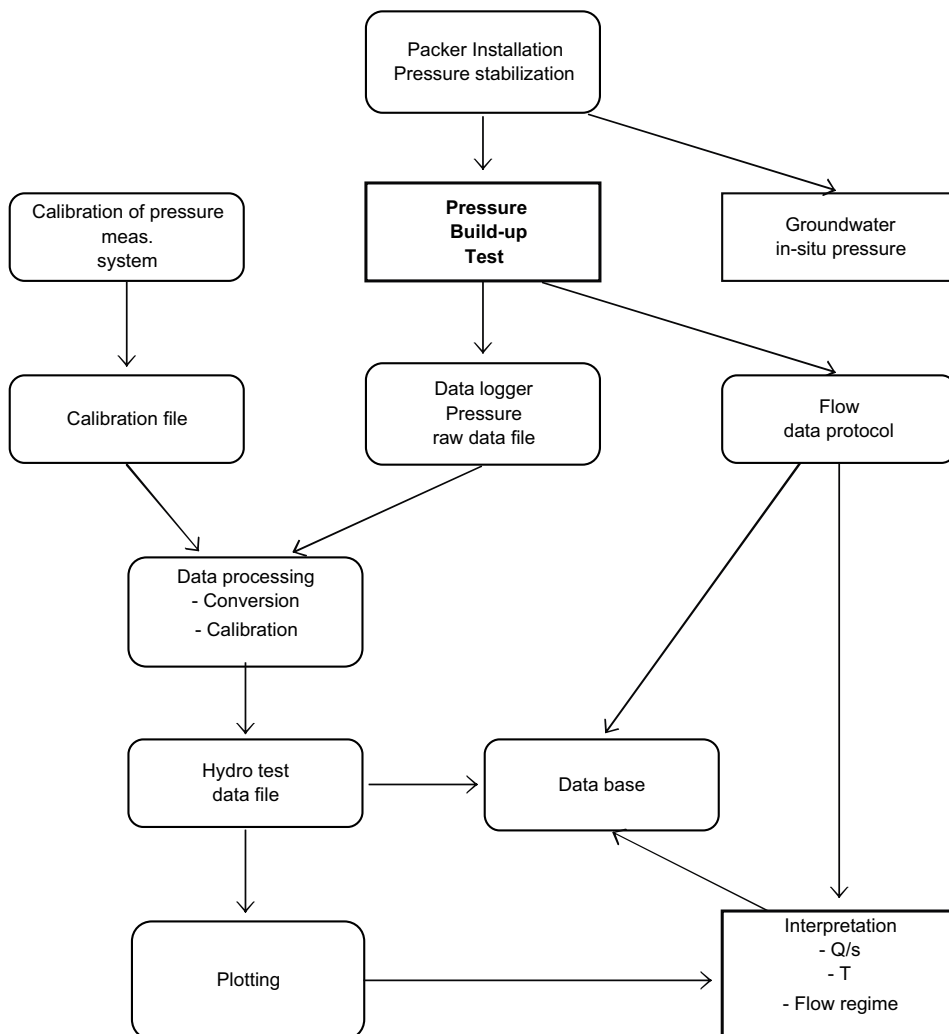 Packer Installation
Pressure stabilization
Calibration of pressure
meas.
system
Pressure
Build-up
Test
Groundwater
in-situ pressure
Calibration file
Data logger
Pressure
raw data file
Flow
data protocol
Data processing
- Conversion
- Calibration
Hydro test
data file
Data base
Plotting
Interpretation
- Q/s
- T
- Flow regime